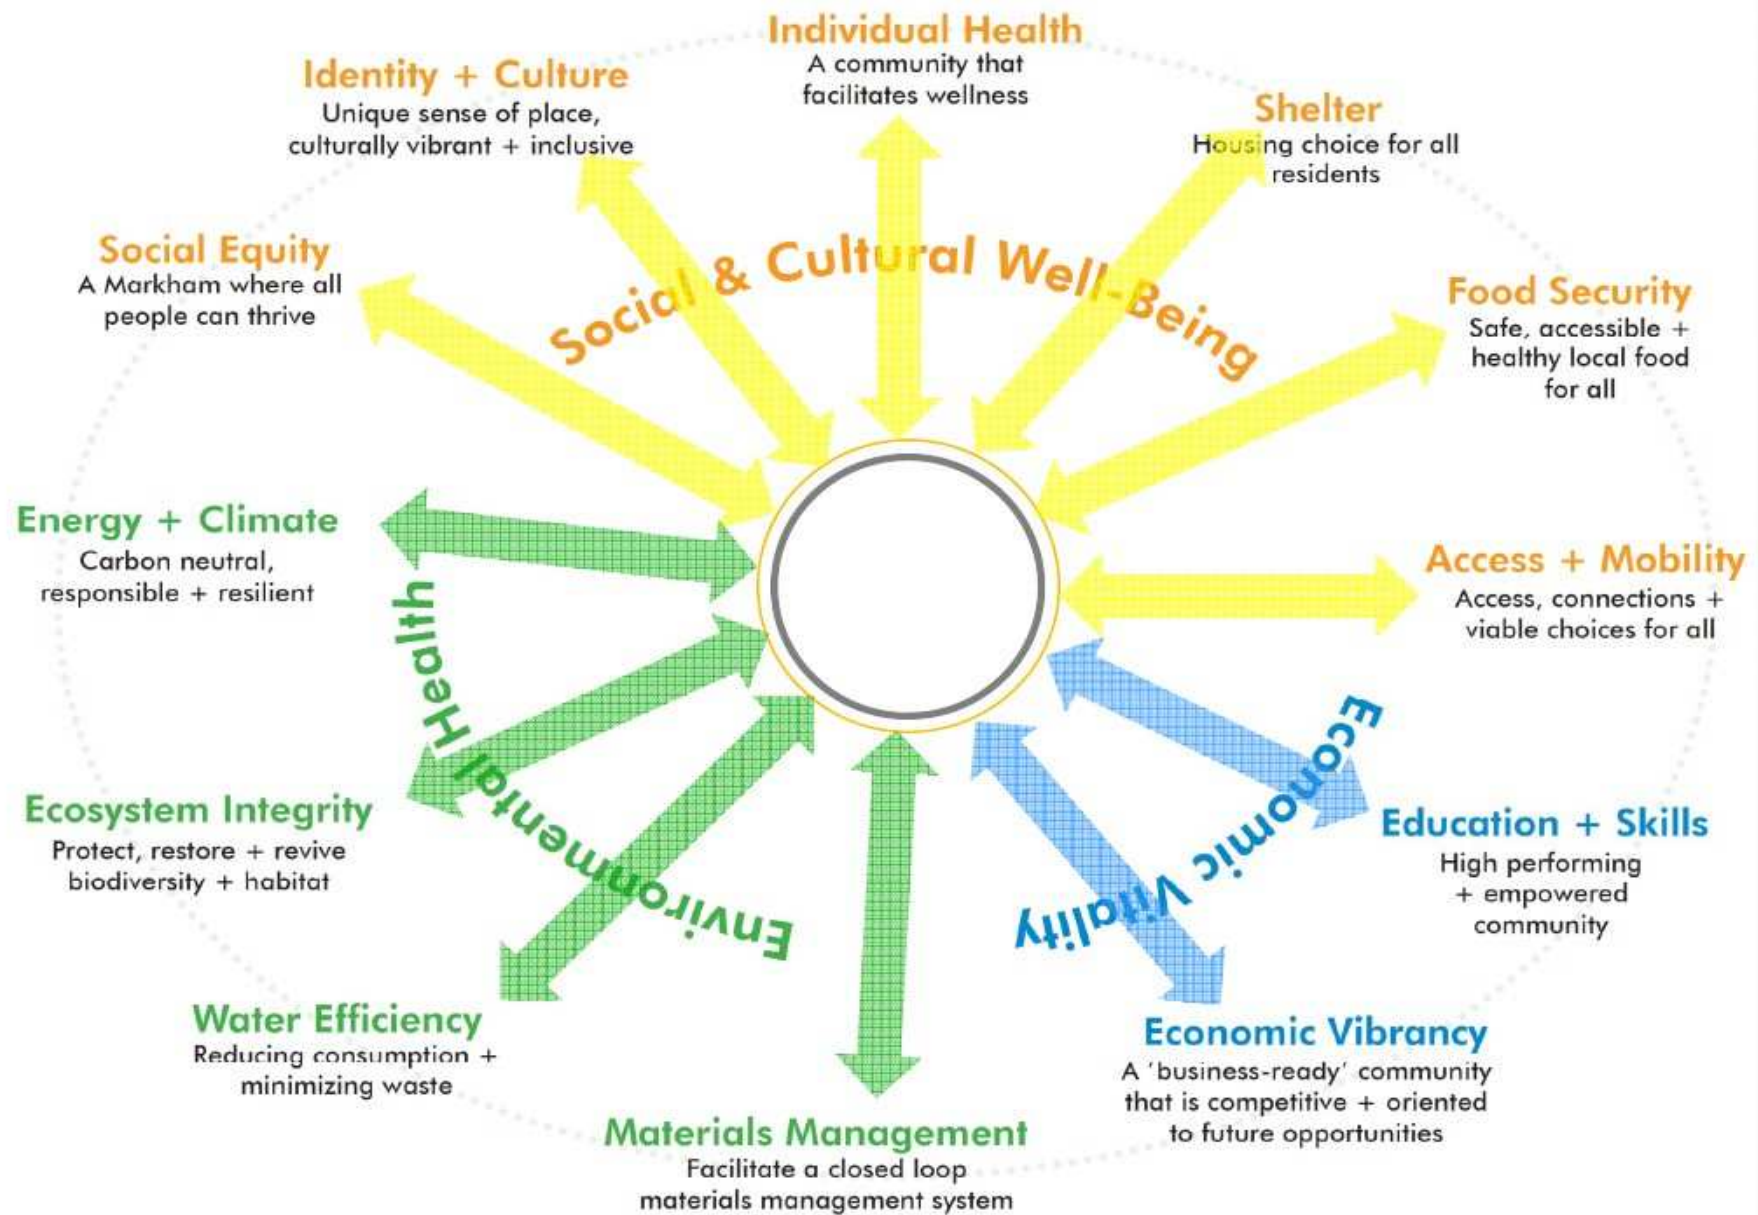 Individual Health
A community that
facilitates wellness
Identity + Culture
Unique sense of place,
culturally vibrant + inclusive
Shelter
Housing choice for all
residents
Social Equity
A Markham where all
people can thrive
Social & Cultural Well-Being
Food Security
Safe, accessible +
healthy local food
for all
Energy + Climate
Carbon neutral,
responsible + resilient
Access + Mobility
Access, connections +
viable choices for all
Environmental Health
Economic Vitality
Ecosystem Integrity
Protect, restore + revive
biodiversity + habitat
Education + Skills
High performing
+ empowered
community
Water Efficiency
Reducing consumption +
minimizing waste
Economic Vibrancy
A 'business-ready' community
that is competitive + oriented
to future opportunities
Materials Management
Facilitate a closed loop
materials management system